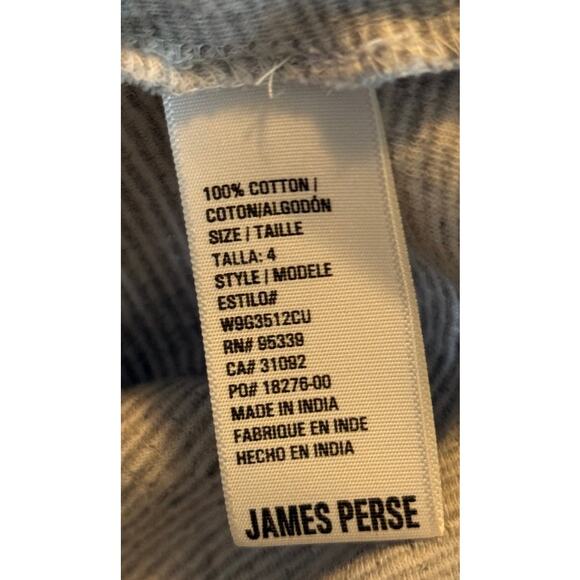 100% COTTON /
COTON/ALGODÓN
SIZE / TAILLE
TALLA: 4
STYLE / MODELE
ESTILO#
W9G3512CU
RN# 95339
CA# 31092
PO# 18276-00
MADE IN INDIA
FABRIQUE EN INDE
HECHO EN INDIA
JAMES PERSE